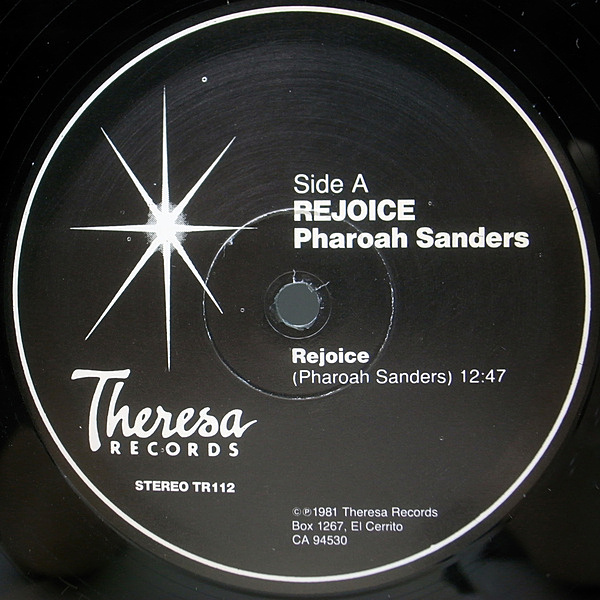 Side A
REJOICE
Pharoah Sanders
Rejoice
(Pharoah Sanders) 12:47
Theresa
RECORDS
STEREO TR112
©℗1981 Theresa Records
Box 1267, El Cerrito
CA 94530